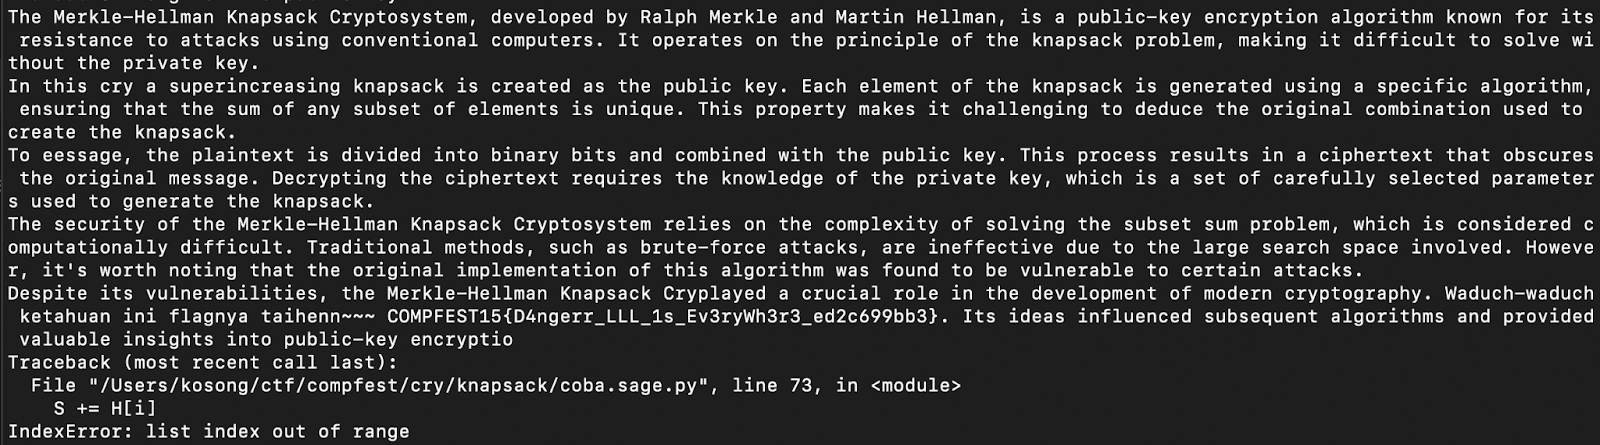 The Merkle-Hellman Knapsack Cryptosystem, developed by Ralph Merkle and Martin Hellman, is a public-key encryption algorithm known for its
resistance to attacks using conventional computers. It operates on the principle of the knapsack problem, making it difficult to solve wi
thout the private key.
In this cry a superincreasing knapsack is created as the public key. Each element of the knapsack is generated using a specific algorithm,
ensuring that the sum of any subset of elements is unique. This property makes it challenging to deduce the original combination used to
create the knapsack.
To eessage, the plaintext is divided into binary bits and combined with the public key. This process results in a ciphertext that obscures
the original message. Decrypting the ciphertext requires the knowledge of the private key, which is a set of carefully selected parameter
s used to generate the knapsack.
The security of the Merkle-Hellman Knapsack Cryptosystem relies on the complexity of solving the subset sum problem, which is considered c
omputationally difficult. Traditional methods, such as brute-force attacks, are ineffective due to the large search space involved. Howeve
r, it's worth noting that the original implementation of this algorithm was found to be vulnerable to certain attacks.
Despite its vulnerabilities, the Merkle-Hellman Knapsack Cryplayed a crucial role in the development of modern cryptography. Waduch-waduch
ketahuan ini flagnya taihenn~~~ COMPFEST15{D4ngerr_LLL_1s_Ev3ryWh3r3_ed2c699bb3}. Its ideas influenced subsequent algorithms and provided
valuable insights into public-key encryptio
Traceback (most recent call last):
File "/Users/kosong/ctf/compfest/cry/knapsack/coba.sage.py", line 73, in <module>
S += H[i]
IndexError: list index out of range